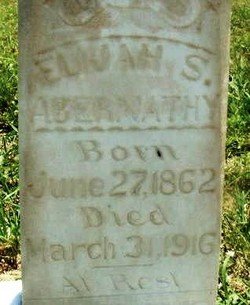 ELIJAH. S.
ABERNATHY
Born
June 27, 1862
Died
March 31, 1916
At Rest